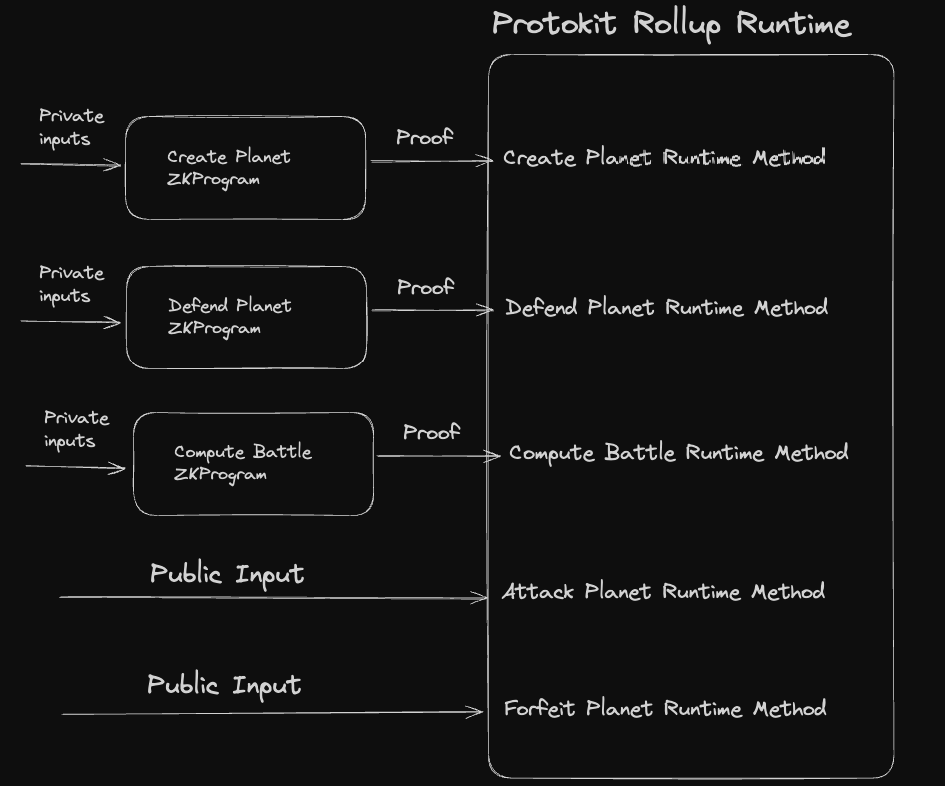 Protokit Rollup Runtime
Private
inputs
Create Planet
ZKProgram
Proof
Create Planet Runtime Method
Private
inputs
Defend Planet
ZKProgram
Proof
Defend Planet Runtime Method
Private
inputs
Compute Battle
ZKProgram
Proof
Compute Battle Runtime Method
Public Input
Attack Planet Runtime Method
Public Input
Forfeit Planet Runtime Method